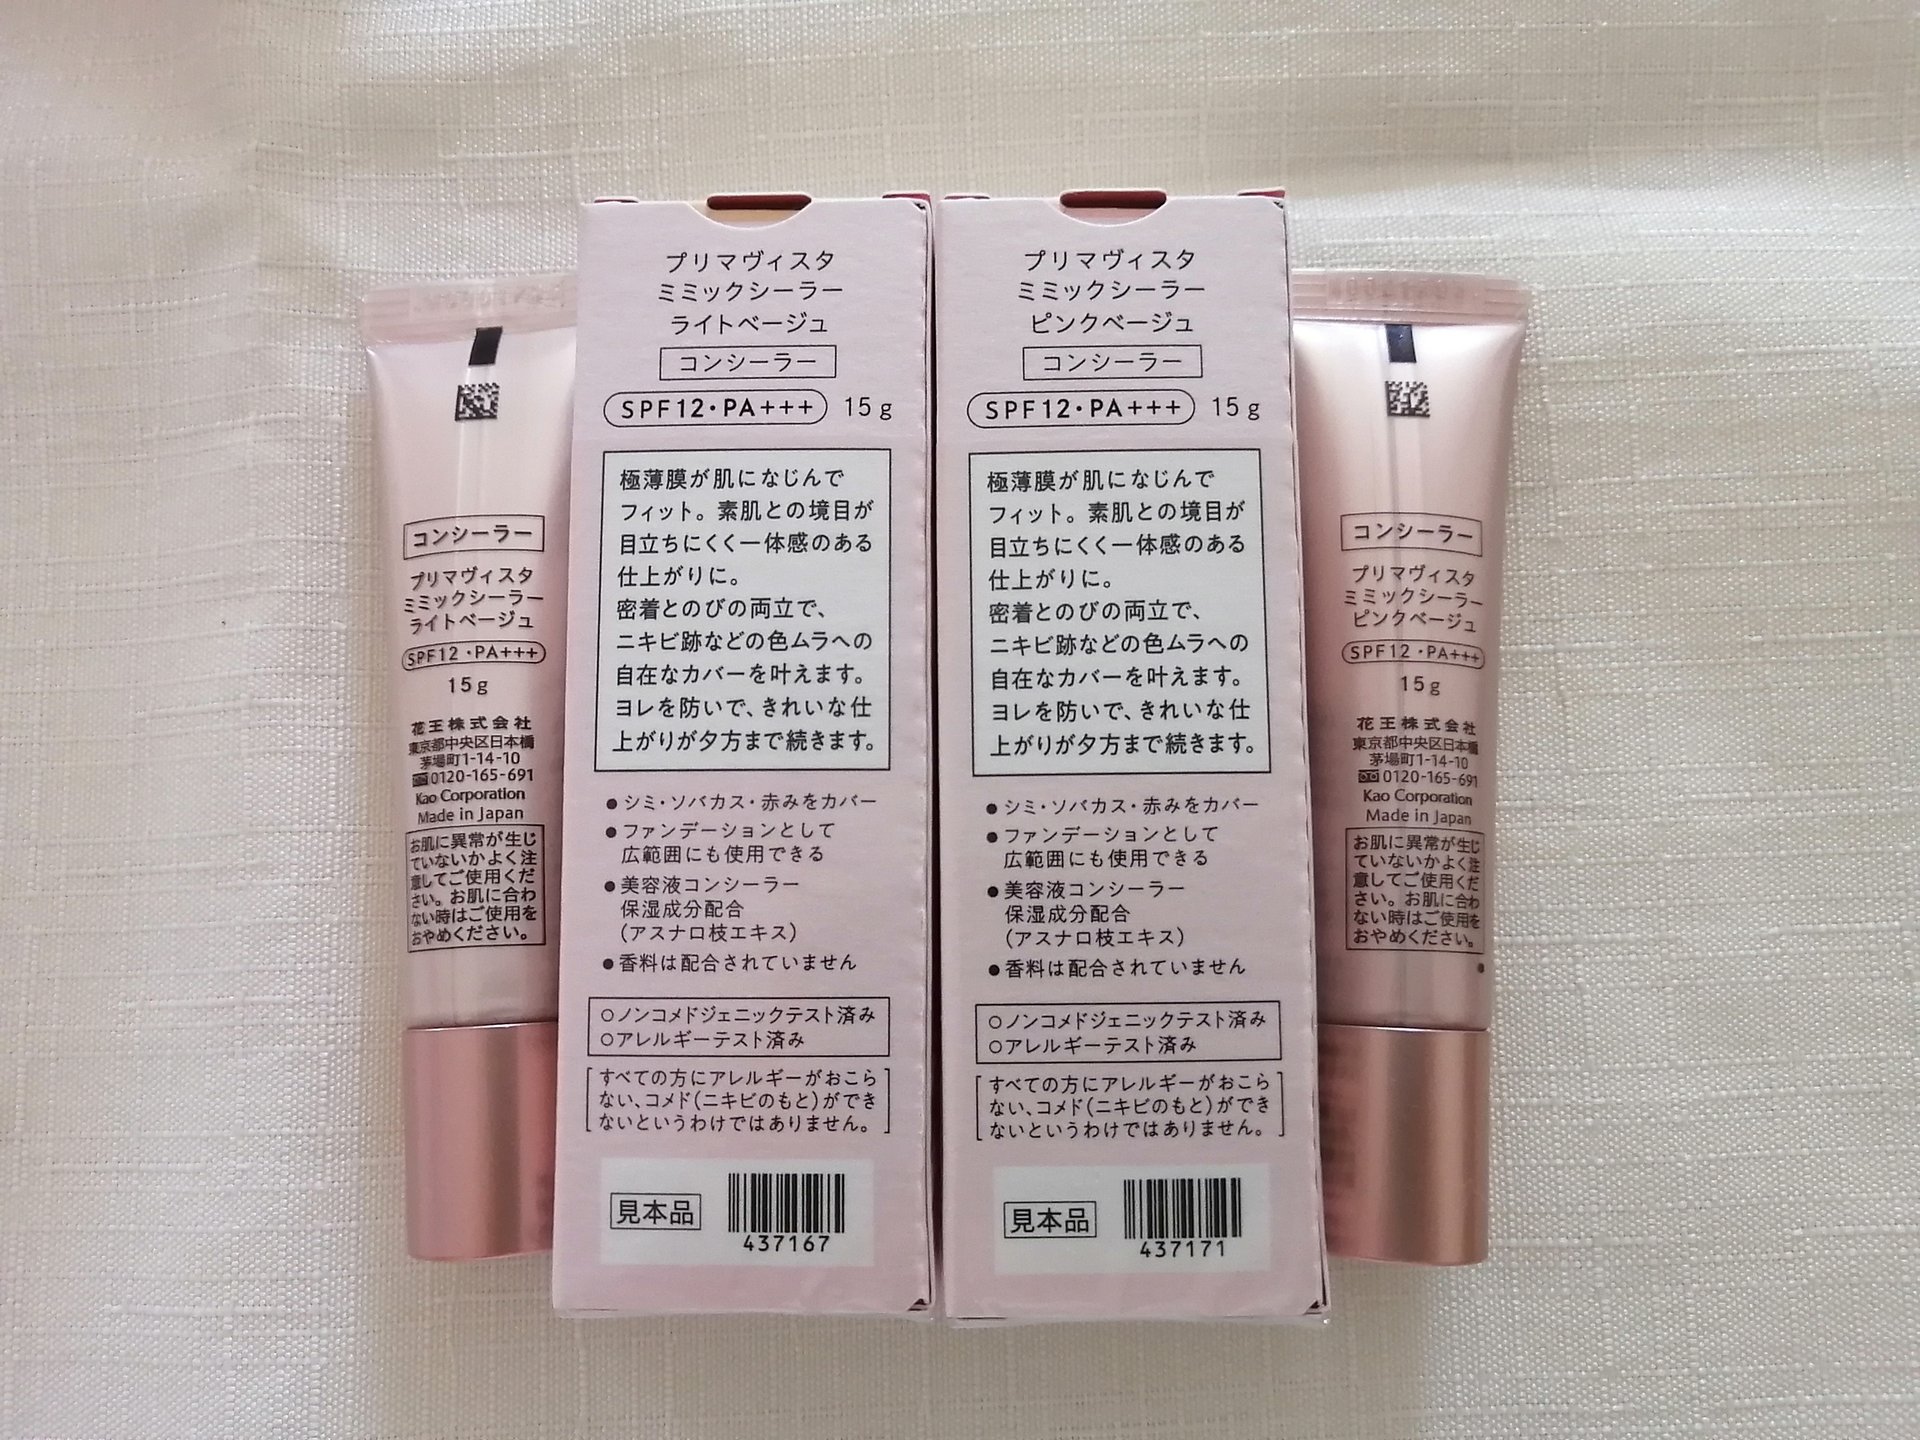 コンシーラー
プリマヴィスタ
ミミックシーラー
ライトベージュ
SPF12・PA+++
15g
花王株式会社
東京都中央区日本橋
茅場町1-14-10
0120-165-691
Kao Corporation
Made in Japan
お肌に異常が生じ
ていないかよく注
意してご使用くだ
さい。お肌に合わ
ない時はご使用を
おやめください。
プリマヴィスタ
ミミックシーラー
ライトベージュ
コンシーラー
SPF12・PA+++ 15g
極薄膜が肌になじんで
フィット。素肌との境目が
目立ちにくく一体感のある
仕上がりに。
密着とのびの両立で、
ニキビ跡などの色ムラへの
自在なカバーを叶えます。
ヨレを防いで、きれいな仕
上がりが夕方まで続きます。
●シミ・ソバカス・赤みをカバー
●ファンデーションとして
広範囲にも使用できる
●美容液コンシーラー
保湿成分配合
(アスナロ枝エキス)
●香料は配合されていません
○ノンコメドジェニックテスト済み
○アレルギーテスト済み
すべての方にアレルギーがおこら
ない、コメド(ニキビのもと)ができ
ないというわけではありません。
見本品
437167
プリマヴィスタ
ミミックシーラー
ピンクベージュ
コンシーラー
SPF12・PA+++ 15g
極薄膜が肌になじんで
フィット。素肌との境目が
目立ちにくく一体感のある
仕上がりに。
密着とのびの両立で、
ニキビ跡などの色ムラへの
自在なカバーを叶えます。
ヨレを防いで、きれいな仕
上がりが夕方まで続きます。
●シミ・ソバカス・赤みをカバー
●ファンデーションとして
広範囲にも使用できる
●美容液コンシーラー
保湿成分配合
(アスナロ枝エキス)
●香料は配合されていません
○ノンコメドジェニックテスト済み
○アレルギーテスト済み
すべての方にアレルギーがおこら
ない、コメド(ニキビのもと)ができ
ないというわけではありません。
見本品
437171
コンシーラー
プリマヴィスタ
ミミックシーラー
ピンクベージュ
SPF12・PA+++
15g
花王株式会社
東京都中央区日本橋
茅場町1-14-10
0120-165-691
Kao Corporation
Made in Japan
お肌に異常が生じ
ていないかよく注
意してご使用くだ
さい。お肌に合わ
ない時はご使用を
おやめください。